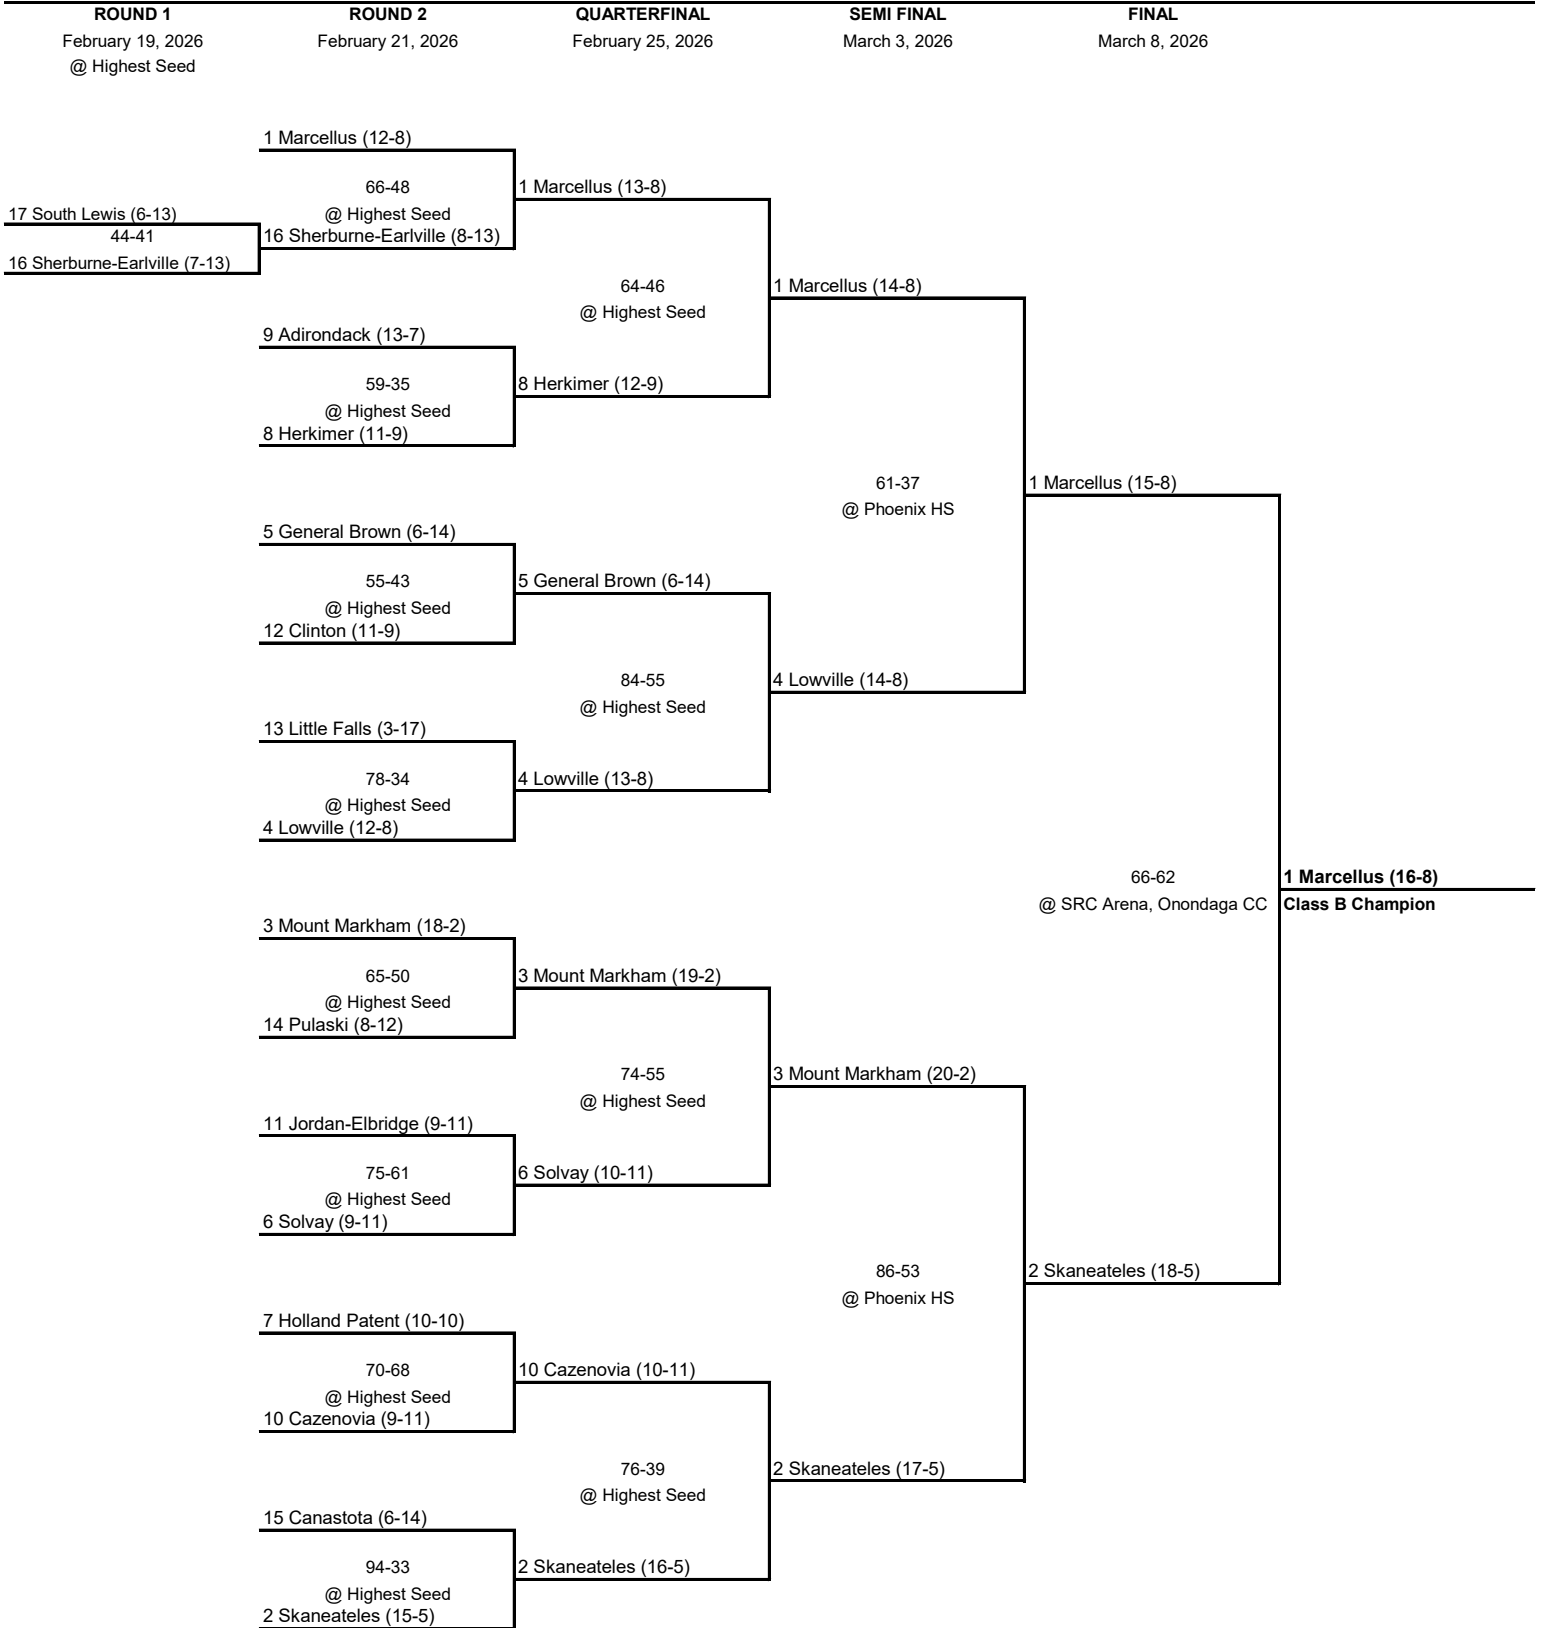 ROUND 1
February 19, 2026
@ Highest Seed
ROUND 2
February 21, 2026
QUARTERFINAL
February 25, 2026
SEMI FINAL
March 3, 2026
FINAL
March 8, 2026
17 South Lewis (6-13)
44-41
16 Sherburne-Earlville (7-13)
1 Marcellus (12-8)
66-48
@ Highest Seed
16 Sherburne-Earlville (8-13)
9 Adirondack (13-7)
59-35
@ Highest Seed
8 Herkimer (11-9)
5 General Brown (6-14)
55-43
@ Highest Seed
12 Clinton (11-9)
13 Little Falls (3-17)
78-34
@ Highest Seed
4 Lowville (12-8)
3 Mount Markham (18-2)
65-50
@ Highest Seed
14 Pulaski (8-12)
11 Jordan-Elbridge (9-11)
75-61
@ Highest Seed
6 Solvay (9-11)
7 Holland Patent (10-10)
70-68
@ Highest Seed
10 Cazenovia (9-11)
15 Canastota (6-14)
94-33
@ Highest Seed
2 Skaneateles (15-5)
1 Marcellus (13-8)
64-46
@ Highest Seed
8 Herkimer (12-9)
5 General Brown (6-14)
84-55
@ Highest Seed
4 Lowville (13-8)
3 Mount Markham (19-2)
74-55
@ Highest Seed
6 Solvay (10-11)
10 Cazenovia (10-11)
76-39
@ Highest Seed
2 Skaneateles (16-5)
1 Marcellus (14-8)
61-37
@ Phoenix HS
4 Lowville (14-8)
3 Mount Markham (20-2)
86-53
@ Phoenix HS
2 Skaneateles (17-5)
1 Marcellus (15-8)
66-62
@ SRC Arena, Onondaga CC
2 Skaneateles (18-5)
1 Marcellus (16-8)
Class B Champion